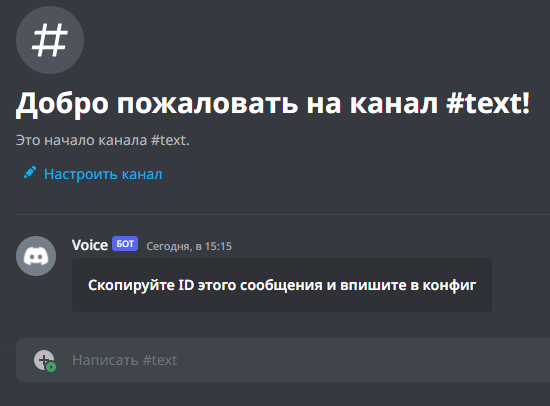 #
Добро пожаловать на канал #text!
Это начало канала #text.
Настроить канал
Voice БОТ Сегодня, в 15:15
Скопируйте ID этого сообщения и впишите в конфиг
Написать #text